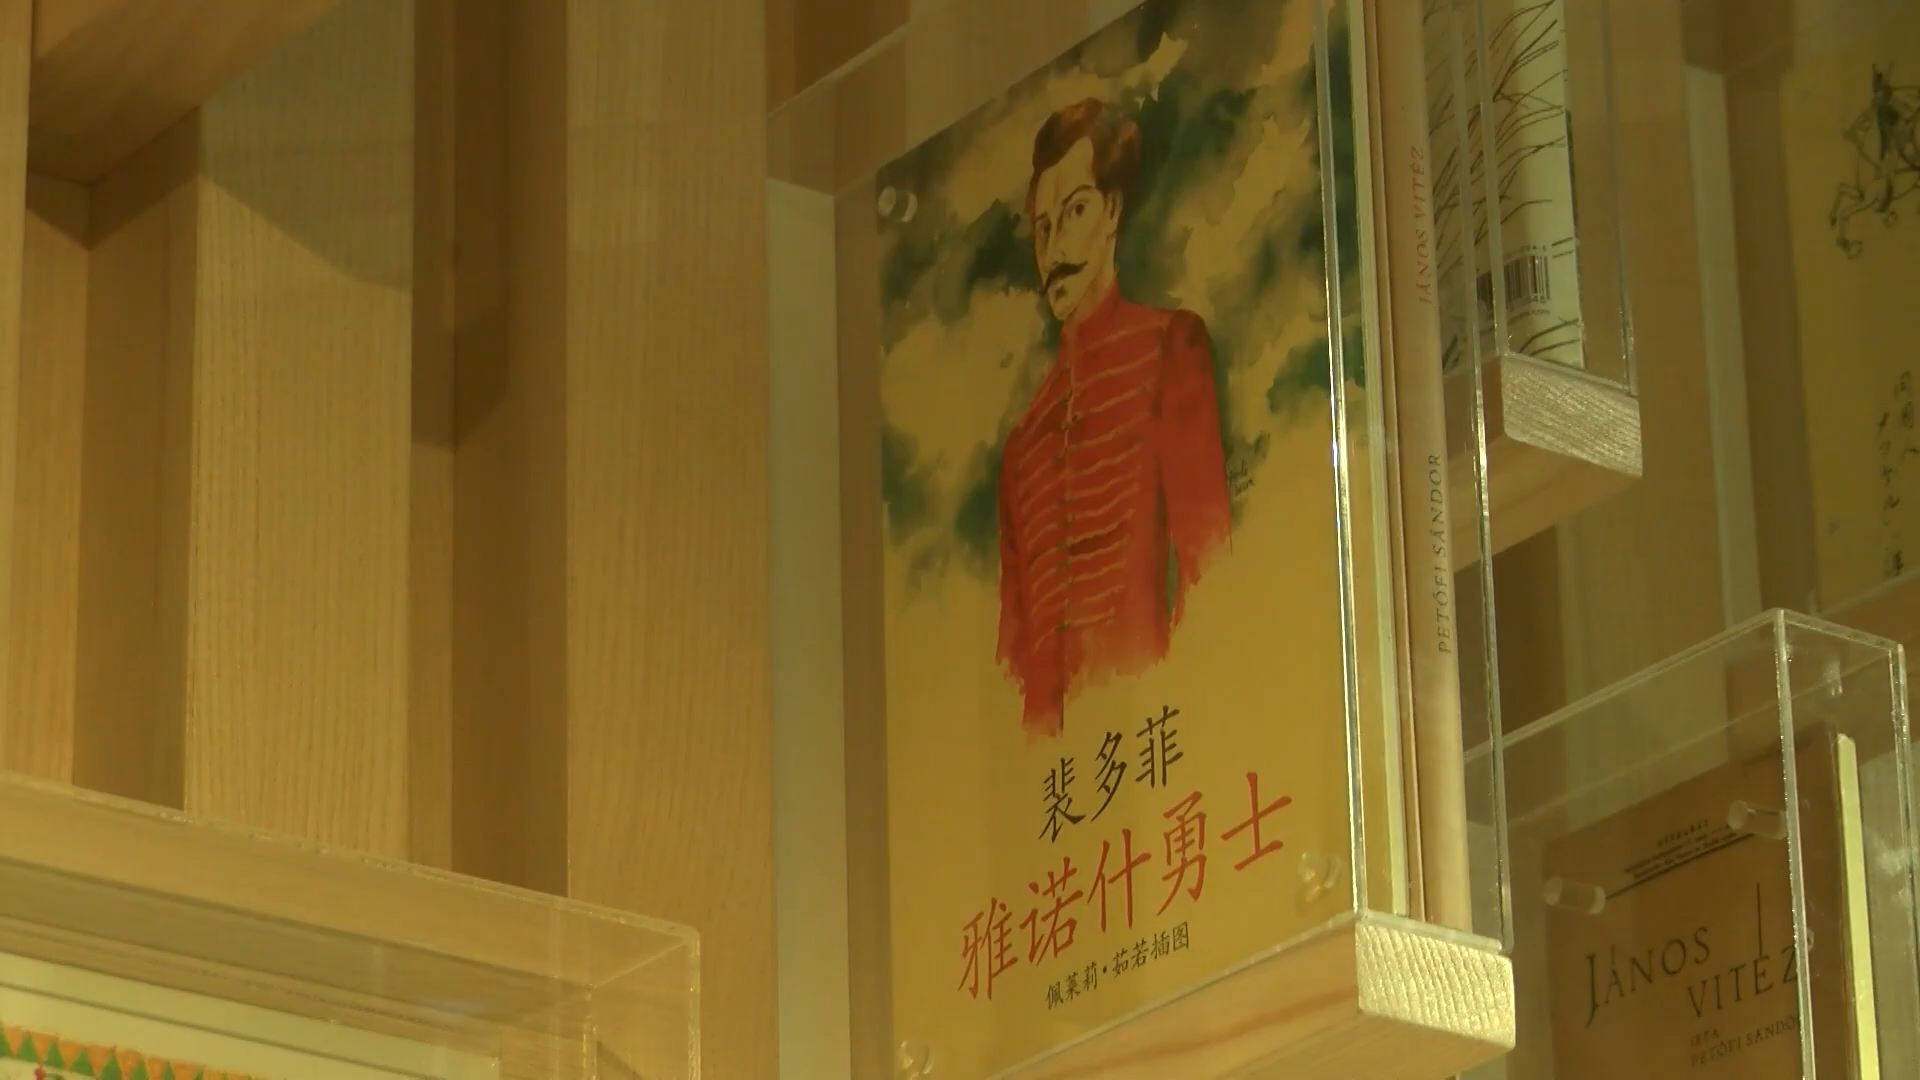 裴多菲
雅诺什勇士
佩莱莉·茹若插图
JÁNOS VITÉZ
PETŐFI SÁNDOR
JÁNOS
VITÉZ
ÍRTA
PETŐFI SÁNDOR